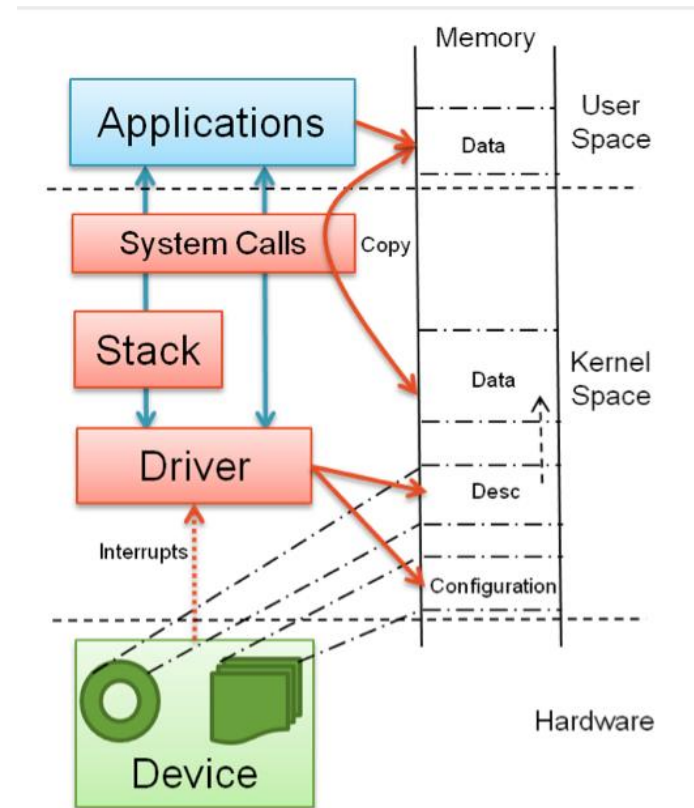 Memory
Applications
User
Space
Data
System Calls
Copy
Stack
Data
Kernel
Space
Driver
Desc
Interrupts
Configuration
Hardware
Device